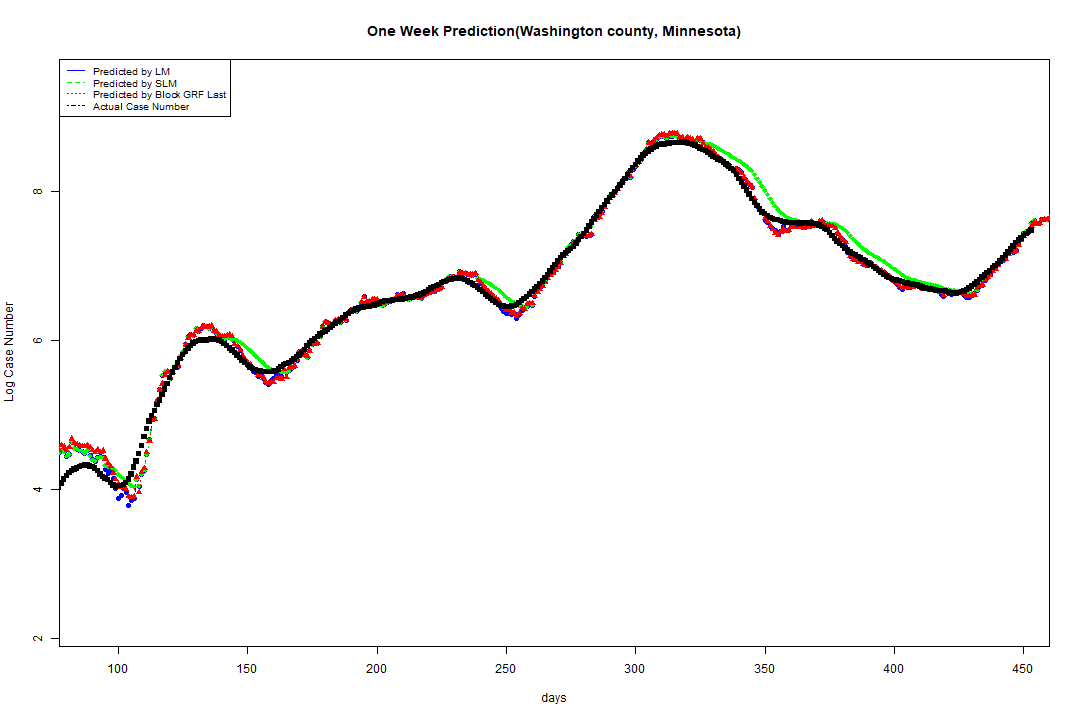 One Week Prediction(Washington county, Minnesota)
Predicted by LM
Predicted by SLM
Predicted by Block GRF Last
Actual Case Number
Log Case Number
8
6
4
2
100 150 200 250 300 350 400 450
days